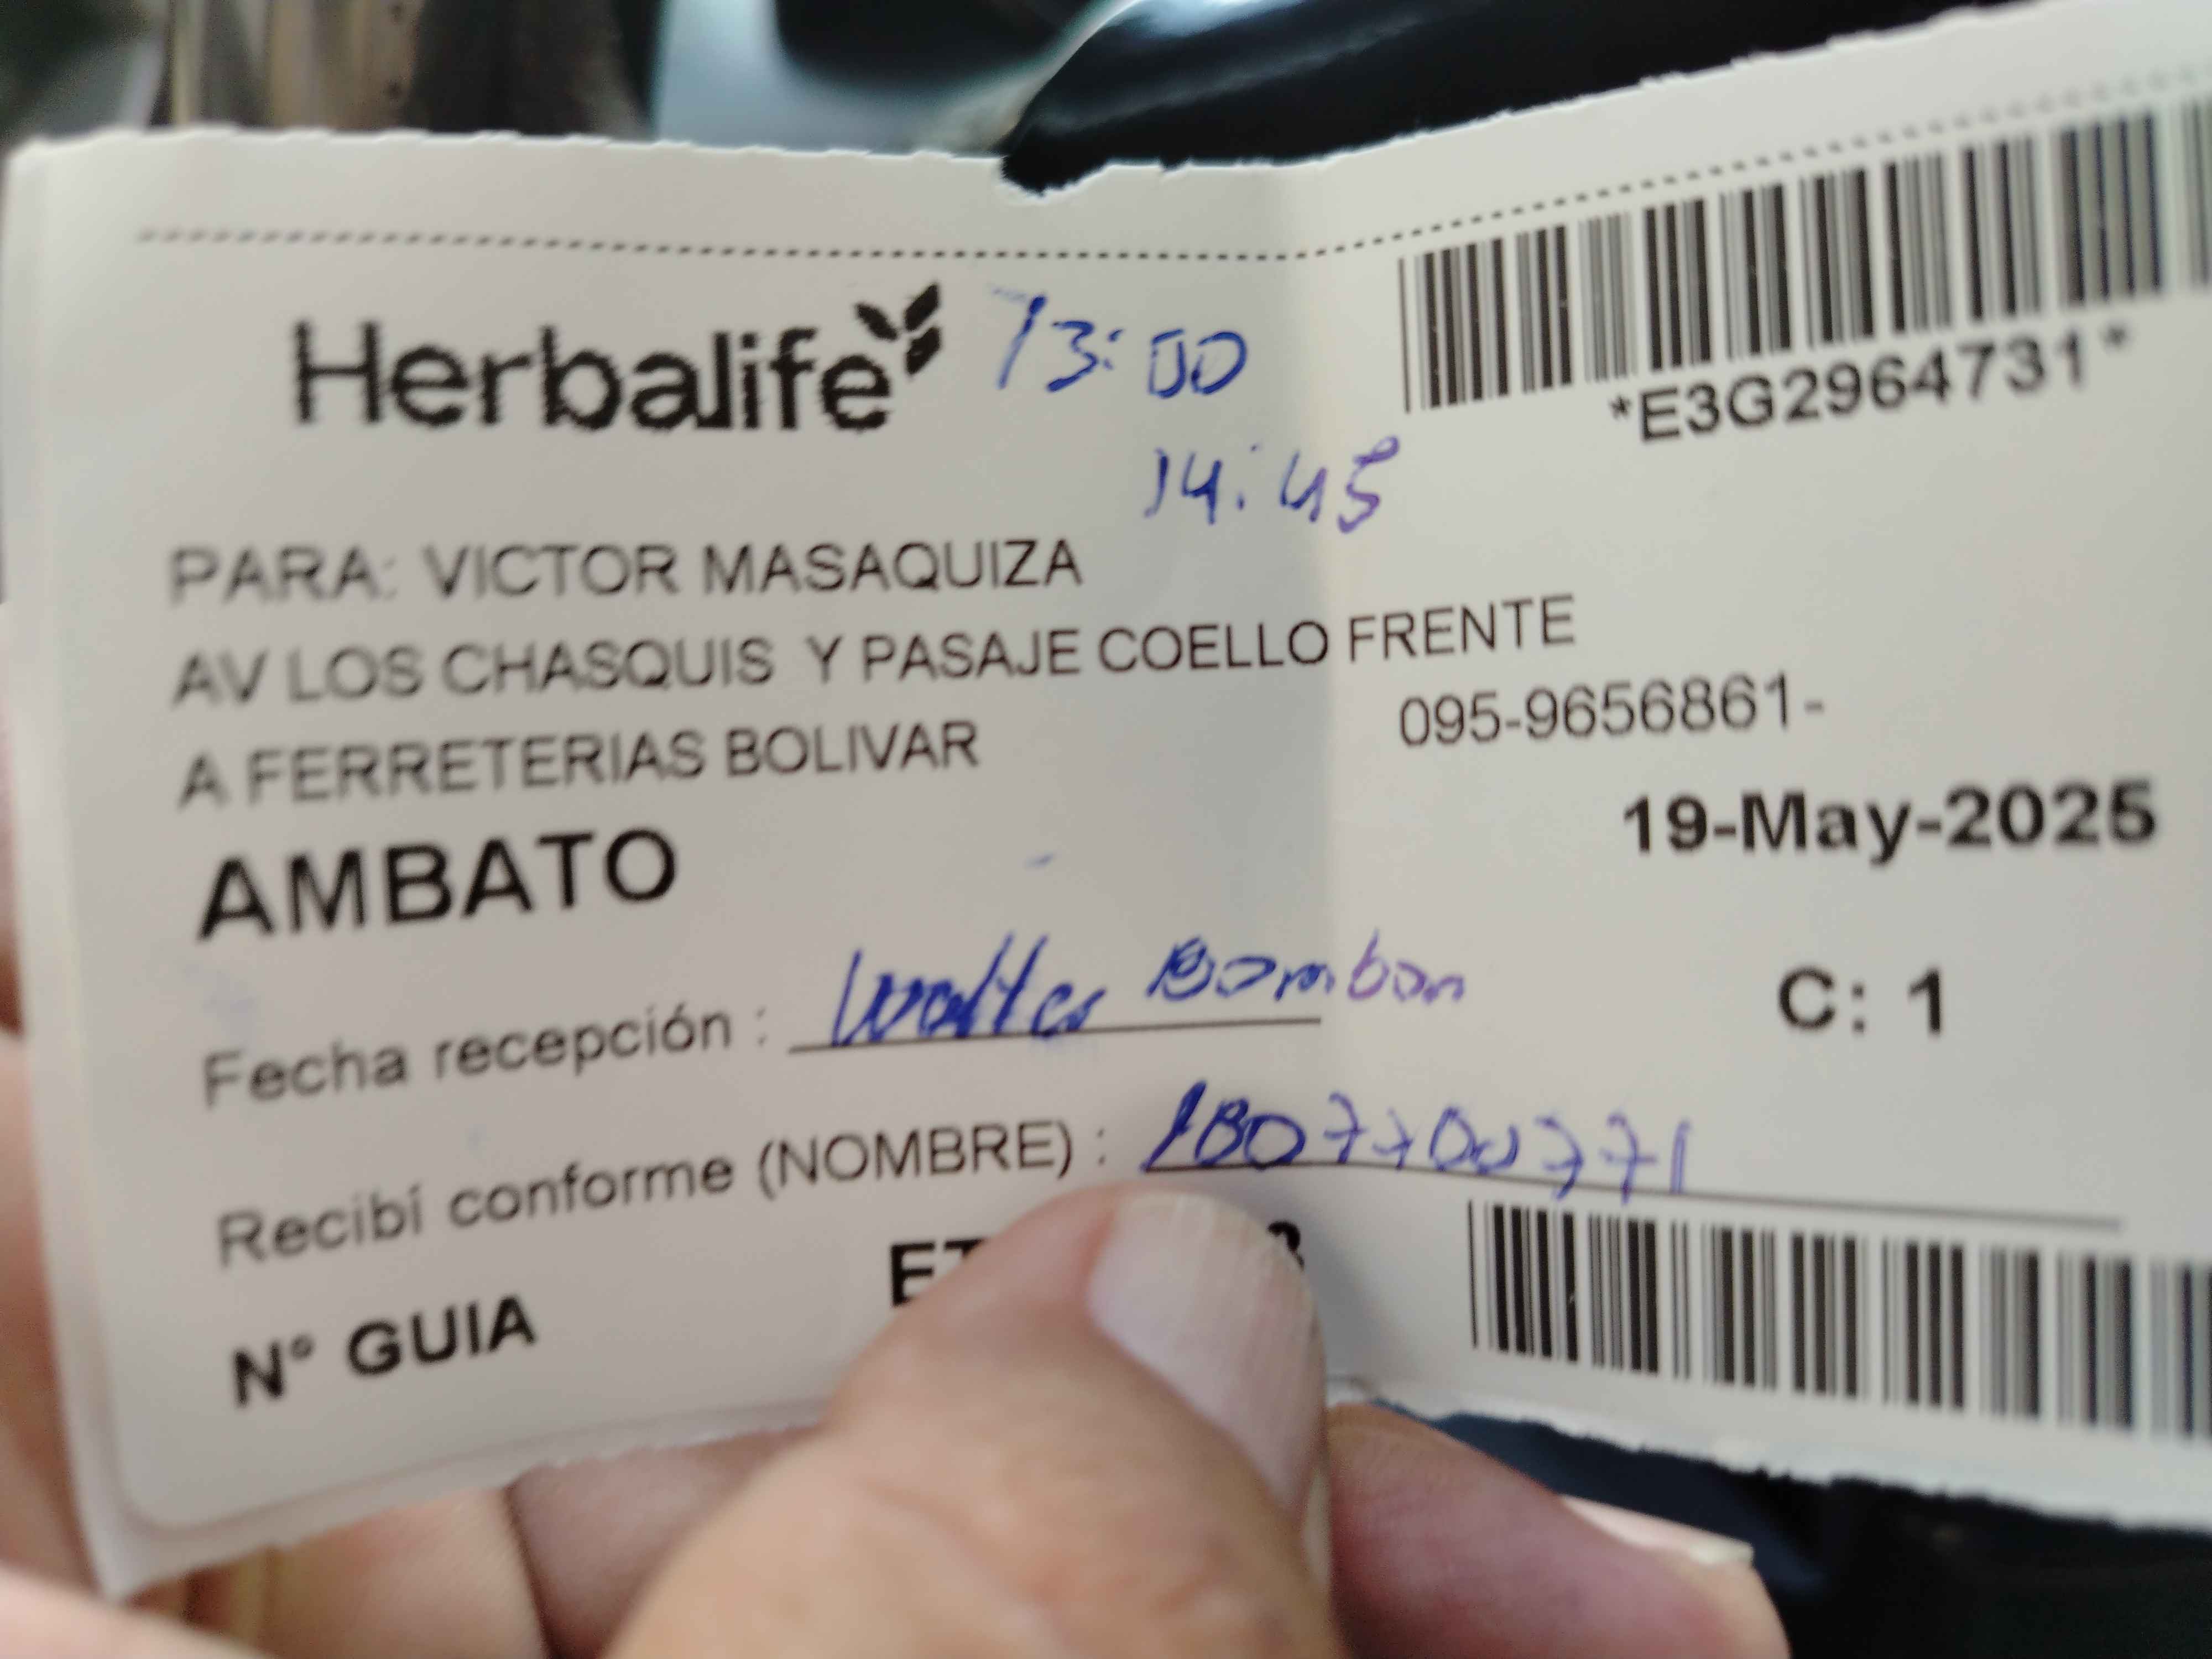 Herbalife 13:00
14:45
*E3G2964731*
PARA: VICTOR MASAQUIZA
AV LOS CHASQUIS Y PASAJE COELLO FRENTE
A FERRETERIAS BOLIVAR
095-9656861-
AMBATO
19-May-2025
Fecha recepción : Walter Bombon
C: 1
Recibí conforme (NOMBRE) : 1807700771
N° GUIA